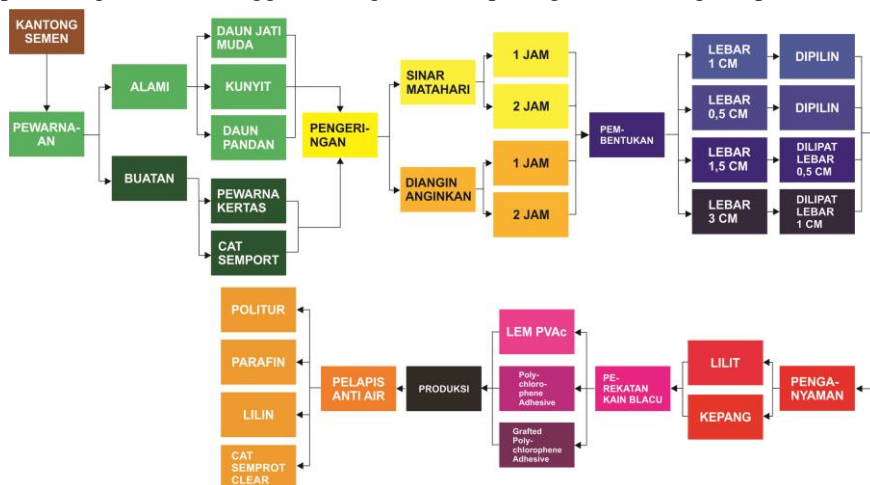 KANTONG
SEMEN
PEWARNA-
AN
ALAMI
BUATAN
DAUN JATI
MUDA
KUNYIT
DAUN
PANDAN
PEWARNA
KERTAS
CAT
SEMPORT
PENGERI-
NGAN
SINAR
MATAHARI
DIANGIN
ANGINKAN
1 JAM
2 JAM
1 JAM
2 JAM
PEM-
BENTUKAN
LEBAR
1 CM
DIPILIN
LEBAR
0,5 CM
DIPILIN
LEBAR
1,5 CM
DILIPAT
LEBAR
0,5 CM
LEBAR
3 CM
DILIPAT
LEBAR
1 CM
PENGA-
NYAMAN
LILIT
KEPANG
PE-
REKATAN
KAIN BLACU
LEM PVAc
Poly-
chloro-
phene
Adhesive
Grafted
Poly-
chlorophene
Adhesive
PRODUKSI
PELAPIS
ANTI AIR
POLITUR
PARAFIN
LILIN
CAT
SEMPROT
CLEAR